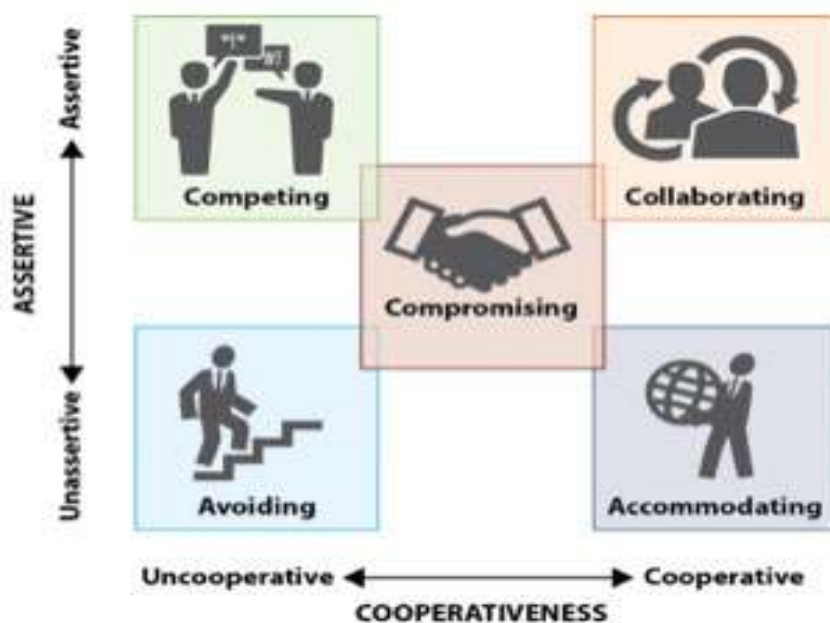 Assertive
ASSERTIVE
Unassertive
Competing
Collaborating
Compromising
Avoiding
Accommodating
Uncooperative
Cooperative
COOPERATIVENESS